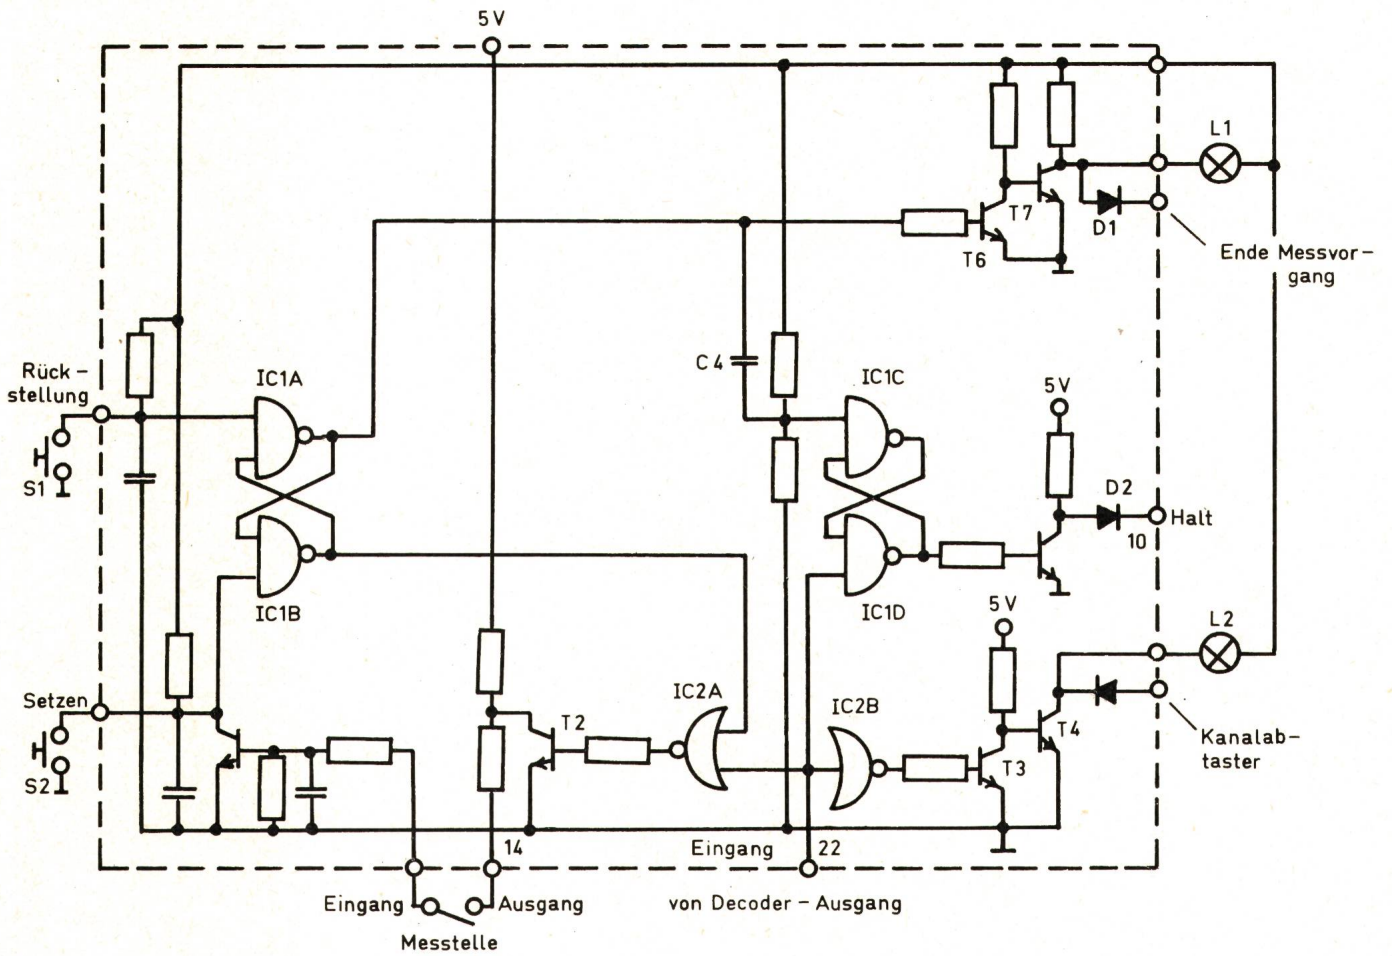 5V
L1
T7
D1
T6
Ende Messvor-
gang
Rück-
stellung
IC1A
C4
IC1C
5V
S1
D2
Halt
10
IC1B
IC1D
5V
L2
Setzen
IC2A
IC2B
T2
T4
S2
T3
Kanalab-
taster
14
Eingang
22
Eingang
Ausgang
von Decoder-Ausgang
Messtelle